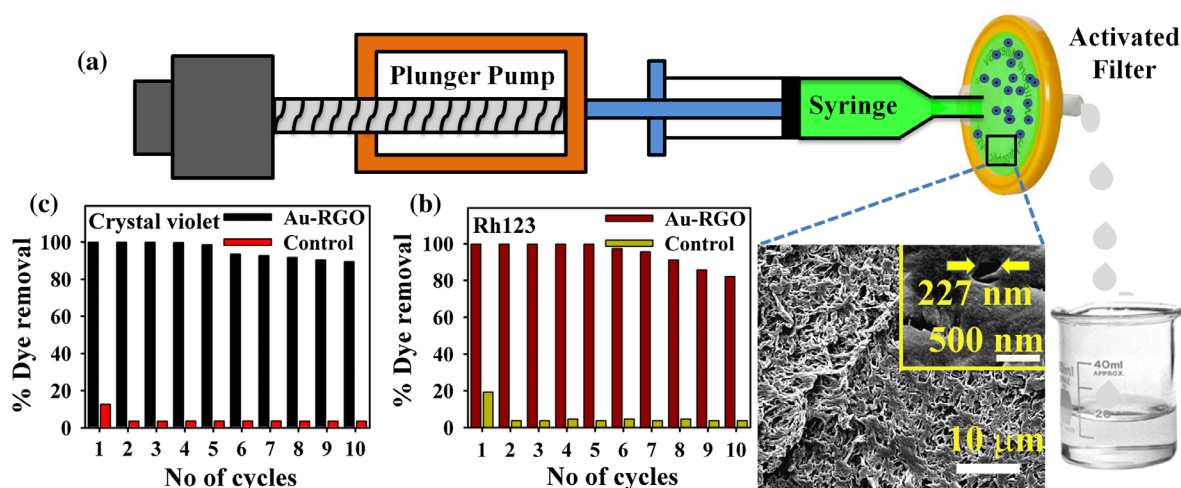 (a)
Plunger Pump
Syringe
Activated
Filter
(c)
Crystal violet
Au-RGO
Control
% Dye removal
100
80
60
40
20
0
1 2 3 4 5 6 7 8 9 10
No of cycles
(b)
Rh123
Au-RGO
Control
% Dye removal
100
80
60
40
20
0
1 2 3 4 5 6 7 8 9 10
No of cycles
227 nm
500 nm
10 μm
40ml
APPROX.
20